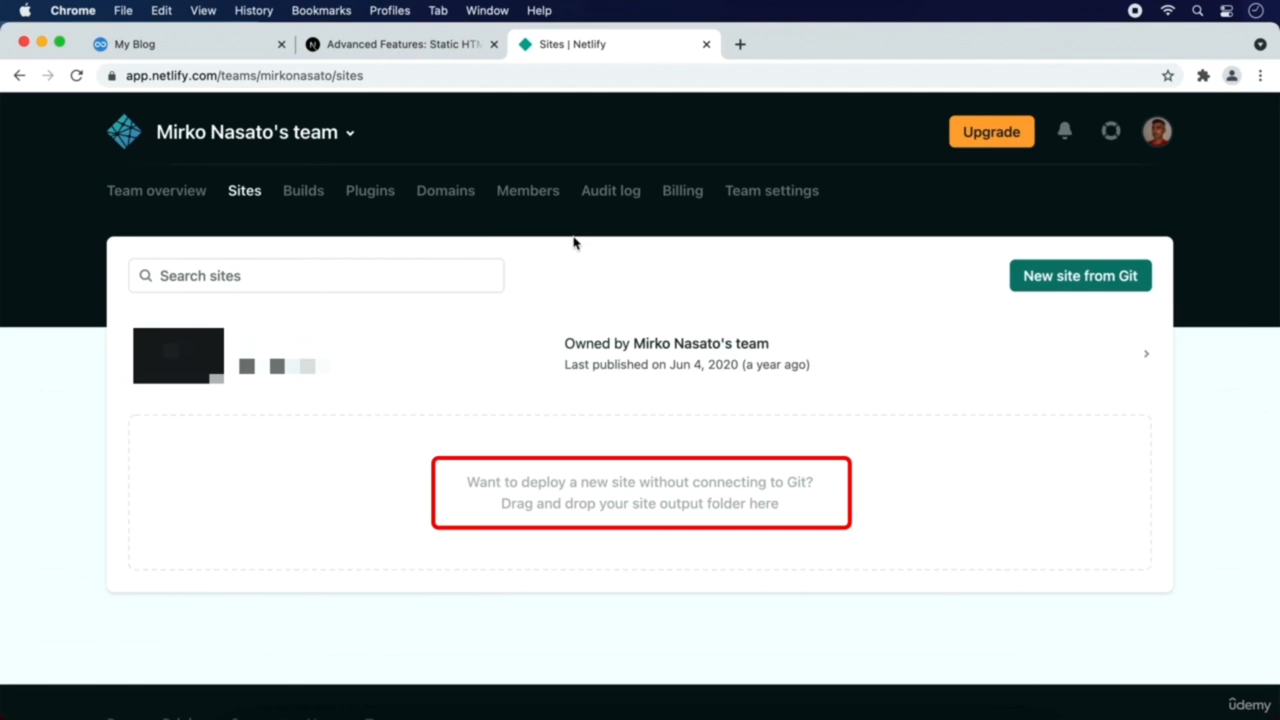 Chrome File Edit View History Bookmarks Profiles Tab Window Help
My Blog Advanced Features: Static HT Sites | Netlify
app.netlify.com/teams/mirkonasato/sites
Mirko Nasato's team Upgrade
Team overview Sites Builds Plugins Domains Members Audit log Billing Team settings
Search sites New site from Git
Owned by Mirko Nasato's team
Last published on Jun 4, 2020 (a year ago)
Want to deploy a new site without connecting to Git?
Drag and drop your site output folder here
ûdemy